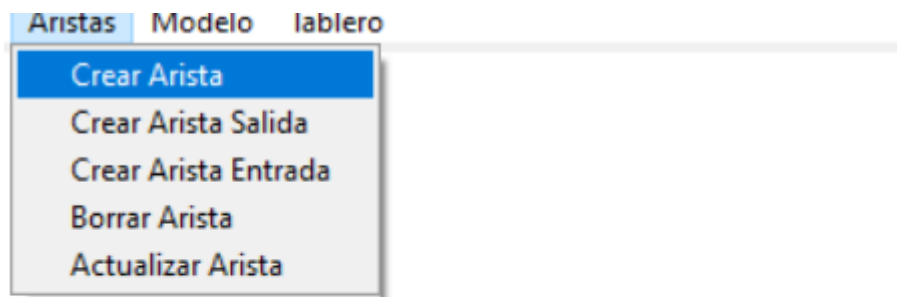 Aristas Modelo Tablero
Crear Arista
Crear Arista Salida
Crear Arista Entrada
Borrar Arista
Actualizar Arista